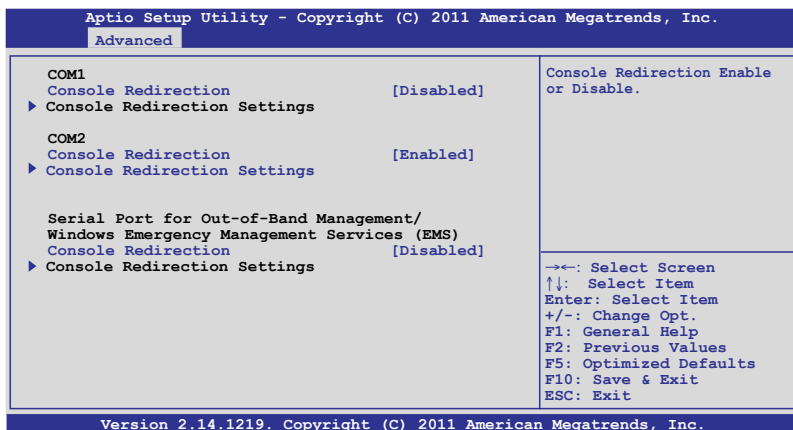 Aptio Setup Utility - Copyright (C) 2011 American Megatrends, Inc.
Advanced
COM1
Console Redirection [Disabled]
Console Redirection Settings
COM2
Console Redirection [Enabled]
Console Redirection Settings
Serial Port for Out-of-Band Management/
Windows Emergency Management Services (EMS)
Console Redirection [Disabled]
Console Redirection Settings
Console Redirection Enable
or Disable.
→←: Select Screen
↑↓: Select Item
Enter: Select Item
+/-: Change Opt.
F1: General Help
F2: Previous Values
F5: Optimized Defaults
F10: Save & Exit
ESC: Exit
Version 2.14.1219. Copyright (C) 2011 American Megatrends, Inc.